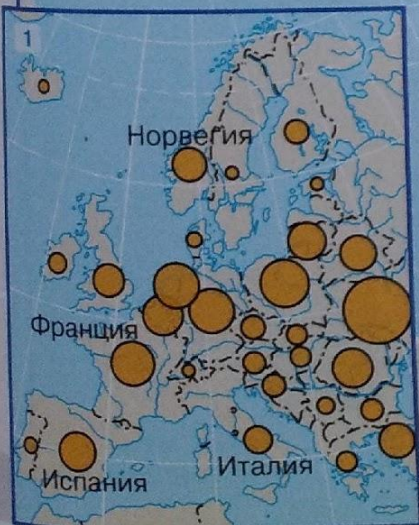 1
Норвегия
Франция
Испания
Италия